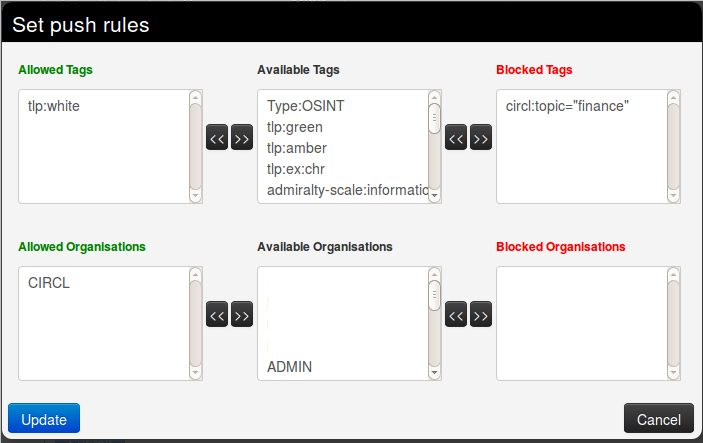 Set push rules
Allowed Tags
Available Tags
Blocked Tags
tlp:white
Type:OSINT
tlp:green
tlp:amber
tlp:ex:chr
admiralty-scale:informatio
circl:topic="finance"
<< >>
<< >>
Allowed Organisations
Available Organisations
Blocked Organisations
CIRCL
ADMIN
<< >>
<< >>
Update
Cancel